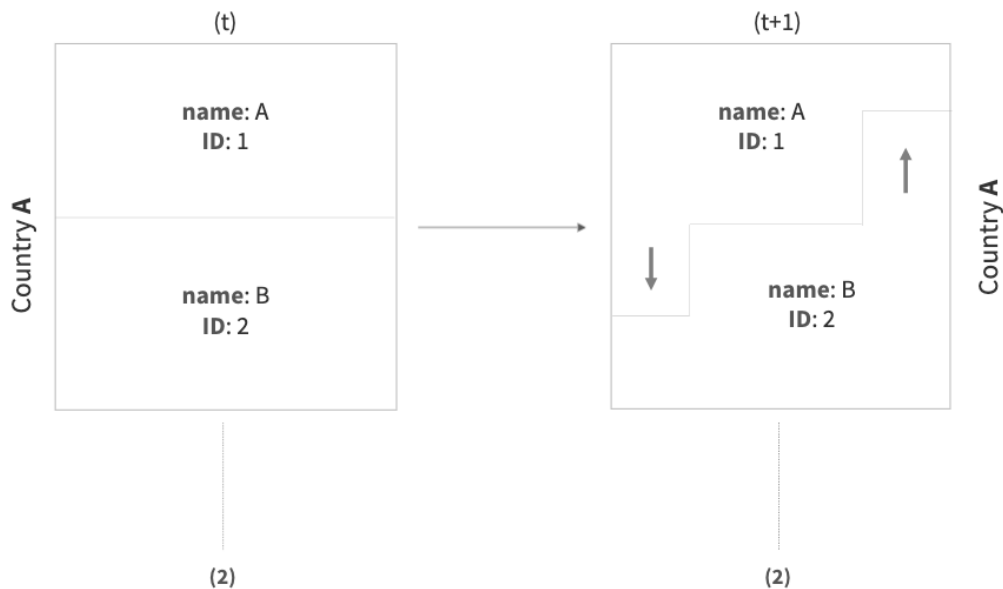 (t)
(t+1)
name: A
ID: 1
name: A
ID: 1
Country A
Country A
name: B
ID: 2
name: B
ID: 2
(2)
(2)